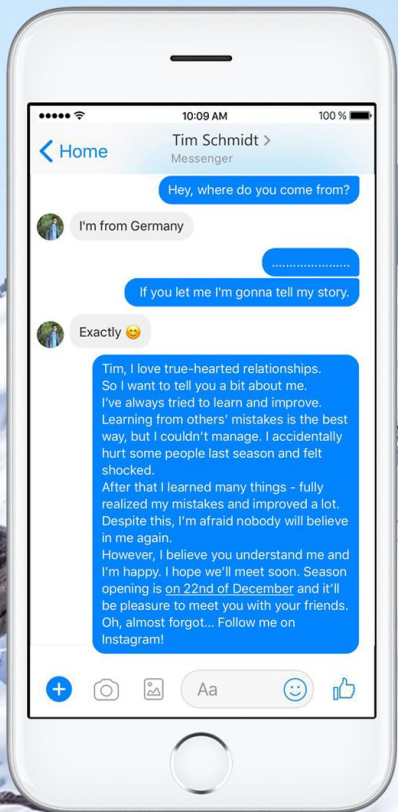 10:09 AM
100 %
Home
Tim Schmidt >
Messenger
Hey, where do you come from?
I'm from Germany
......................
If you let me I'm gonna tell my story.
Exactly 😊
Tim, I love true-hearted relationships.
So I want to tell you a bit about me.
I've always tried to learn and improve.
Learning from others' mistakes is the best
way, but I couldn't manage. I accidentally
hurt some people last season and felt
shocked.
After that I learned many things - fully
realized my mistakes and improved a lot.
Despite this, I'm afraid nobody will believe
in me again.
However, I believe you understand me and
I'm happy. I hope we'll meet soon. Season
opening is on 22nd of December and it'll
be pleasure to meet you with your friends.
Oh, almost forgot... Follow me on
Instagram!
Aa